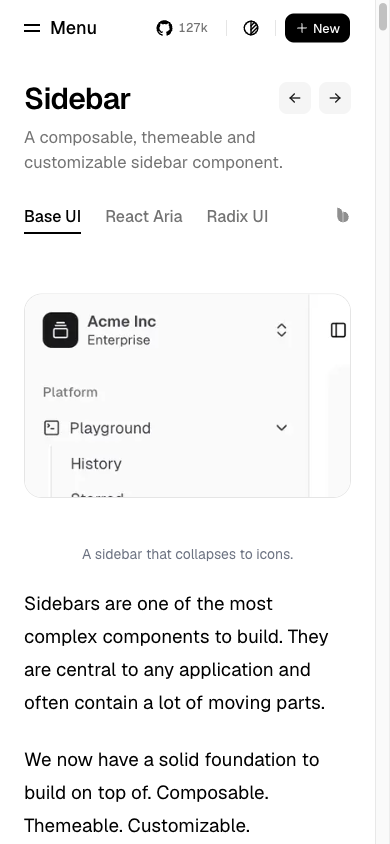 Menu
127k
New
Sidebar
A composable, themeable and
customizable sidebar component.
Base UI
React Aria
Radix UI
Acme Inc
Enterprise
Platform
Playground
History
Starred
A sidebar that collapses to icons.
Sidebars are one of the most
complex components to build. They
are central to any application and
often contain a lot of moving parts.
We now have a solid foundation to
build on top of. Composable.
Themeable. Customizable.